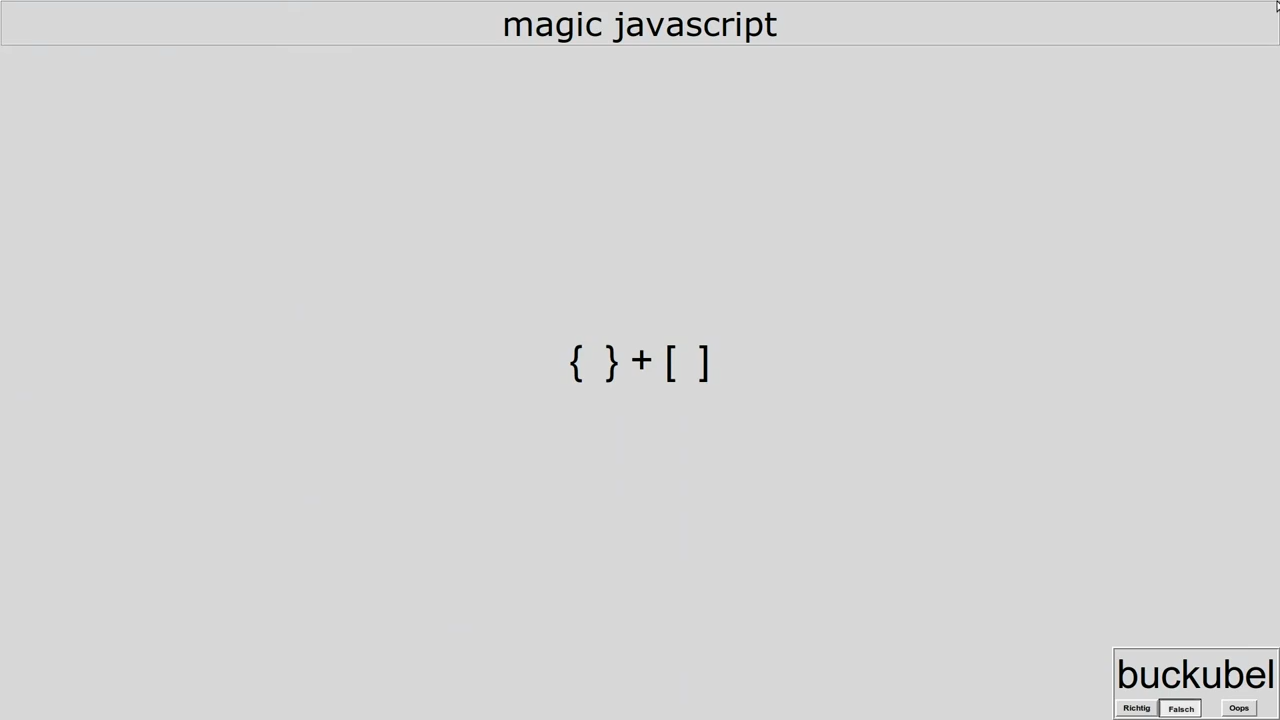 magic javascript
{ } + [ ]
buckubel
Richtig Falsch Oops